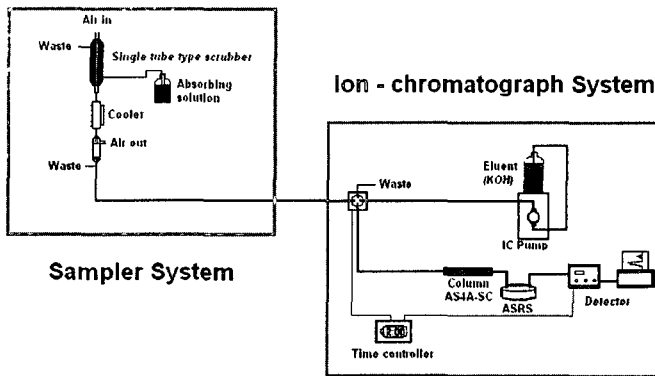 Air in
Waste
Single tube type scrubber
Absorbing
solution
Cooler
Air out
Waste
Sampler System
Ion - chromatograph System
Waste
Eluent
(KOH)
IC Pump
Column
AS4A-SC
ASRS
Detector
Time controller